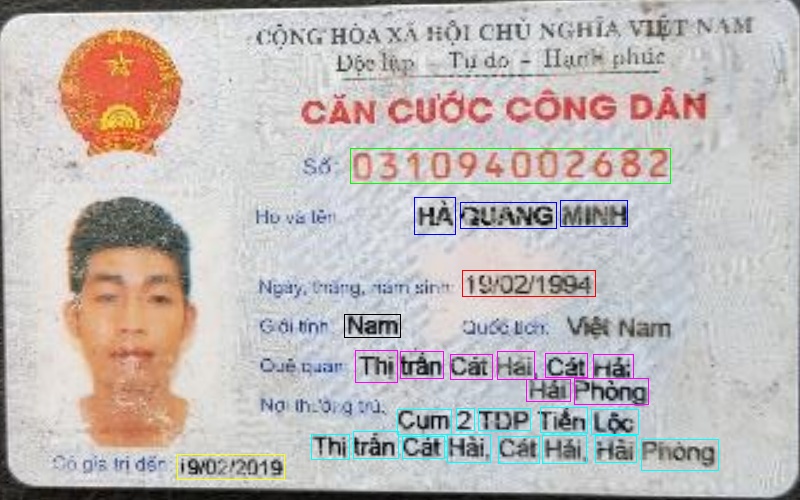 CỘNG HÒA XÃ HỘI CHỦ NGHĨA VIỆT NAM
Độc lập - Tự do - Hạnh phúc
CĂN CƯỚC CÔNG DÂN
Số: 031094002682
Họ và tên: HÀ QUANG MINH
Ngày, tháng, năm sinh: 19/02/1994
Giới tính: Nam Quốc tịch: Việt Nam
Quê quán: Thị trấn Cát Hải, Cát Hải
Hải Phòng
Nơi thường trú: Cụm 2 TDP Tiến Lộc
Thị trấn Cát Hải, Cát Hải, Hải Phòng
Có giá trị đến: 19/02/2019